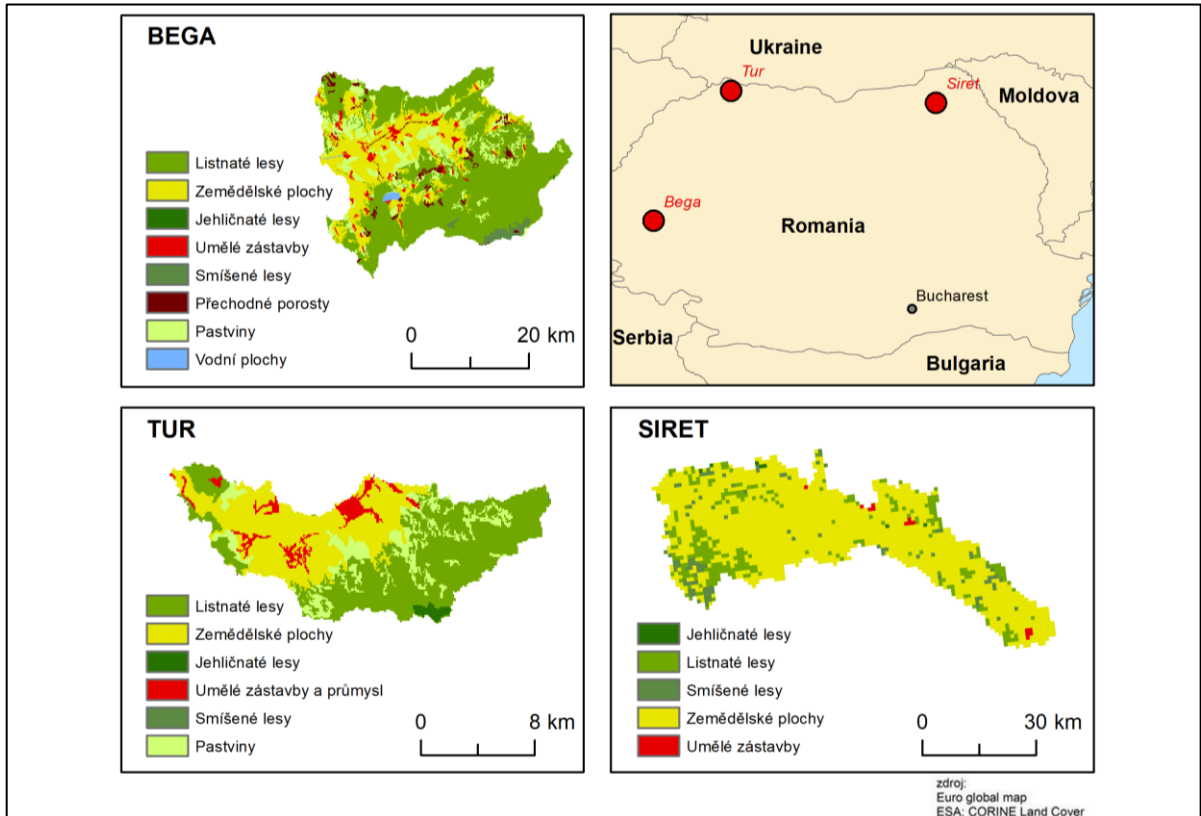 BEGA
Listnaté lesy
Zemědělské plochy
Jehličnaté lesy
Umělé zástavby
Smíšené lesy
Přechodné porosty
Pastviny
Vodní plochy
0 20 km
Ukraine
Tur
Siret
Moldova
Bega
Romania
Bucharest
Serbia
Bulgaria
TUR
Listnaté lesy
Zemědělské plochy
Jehličnaté lesy
Umělé zástavby a průmysl
Smíšené lesy
Pastviny
0 8 km
SIRET
Jehličnaté lesy
Listnaté lesy
Smíšené lesy
Zemědělské plochy
Umělé zástavby
0 30 km
zdroj:
Euro global map
ESA: CORINE Land Cover